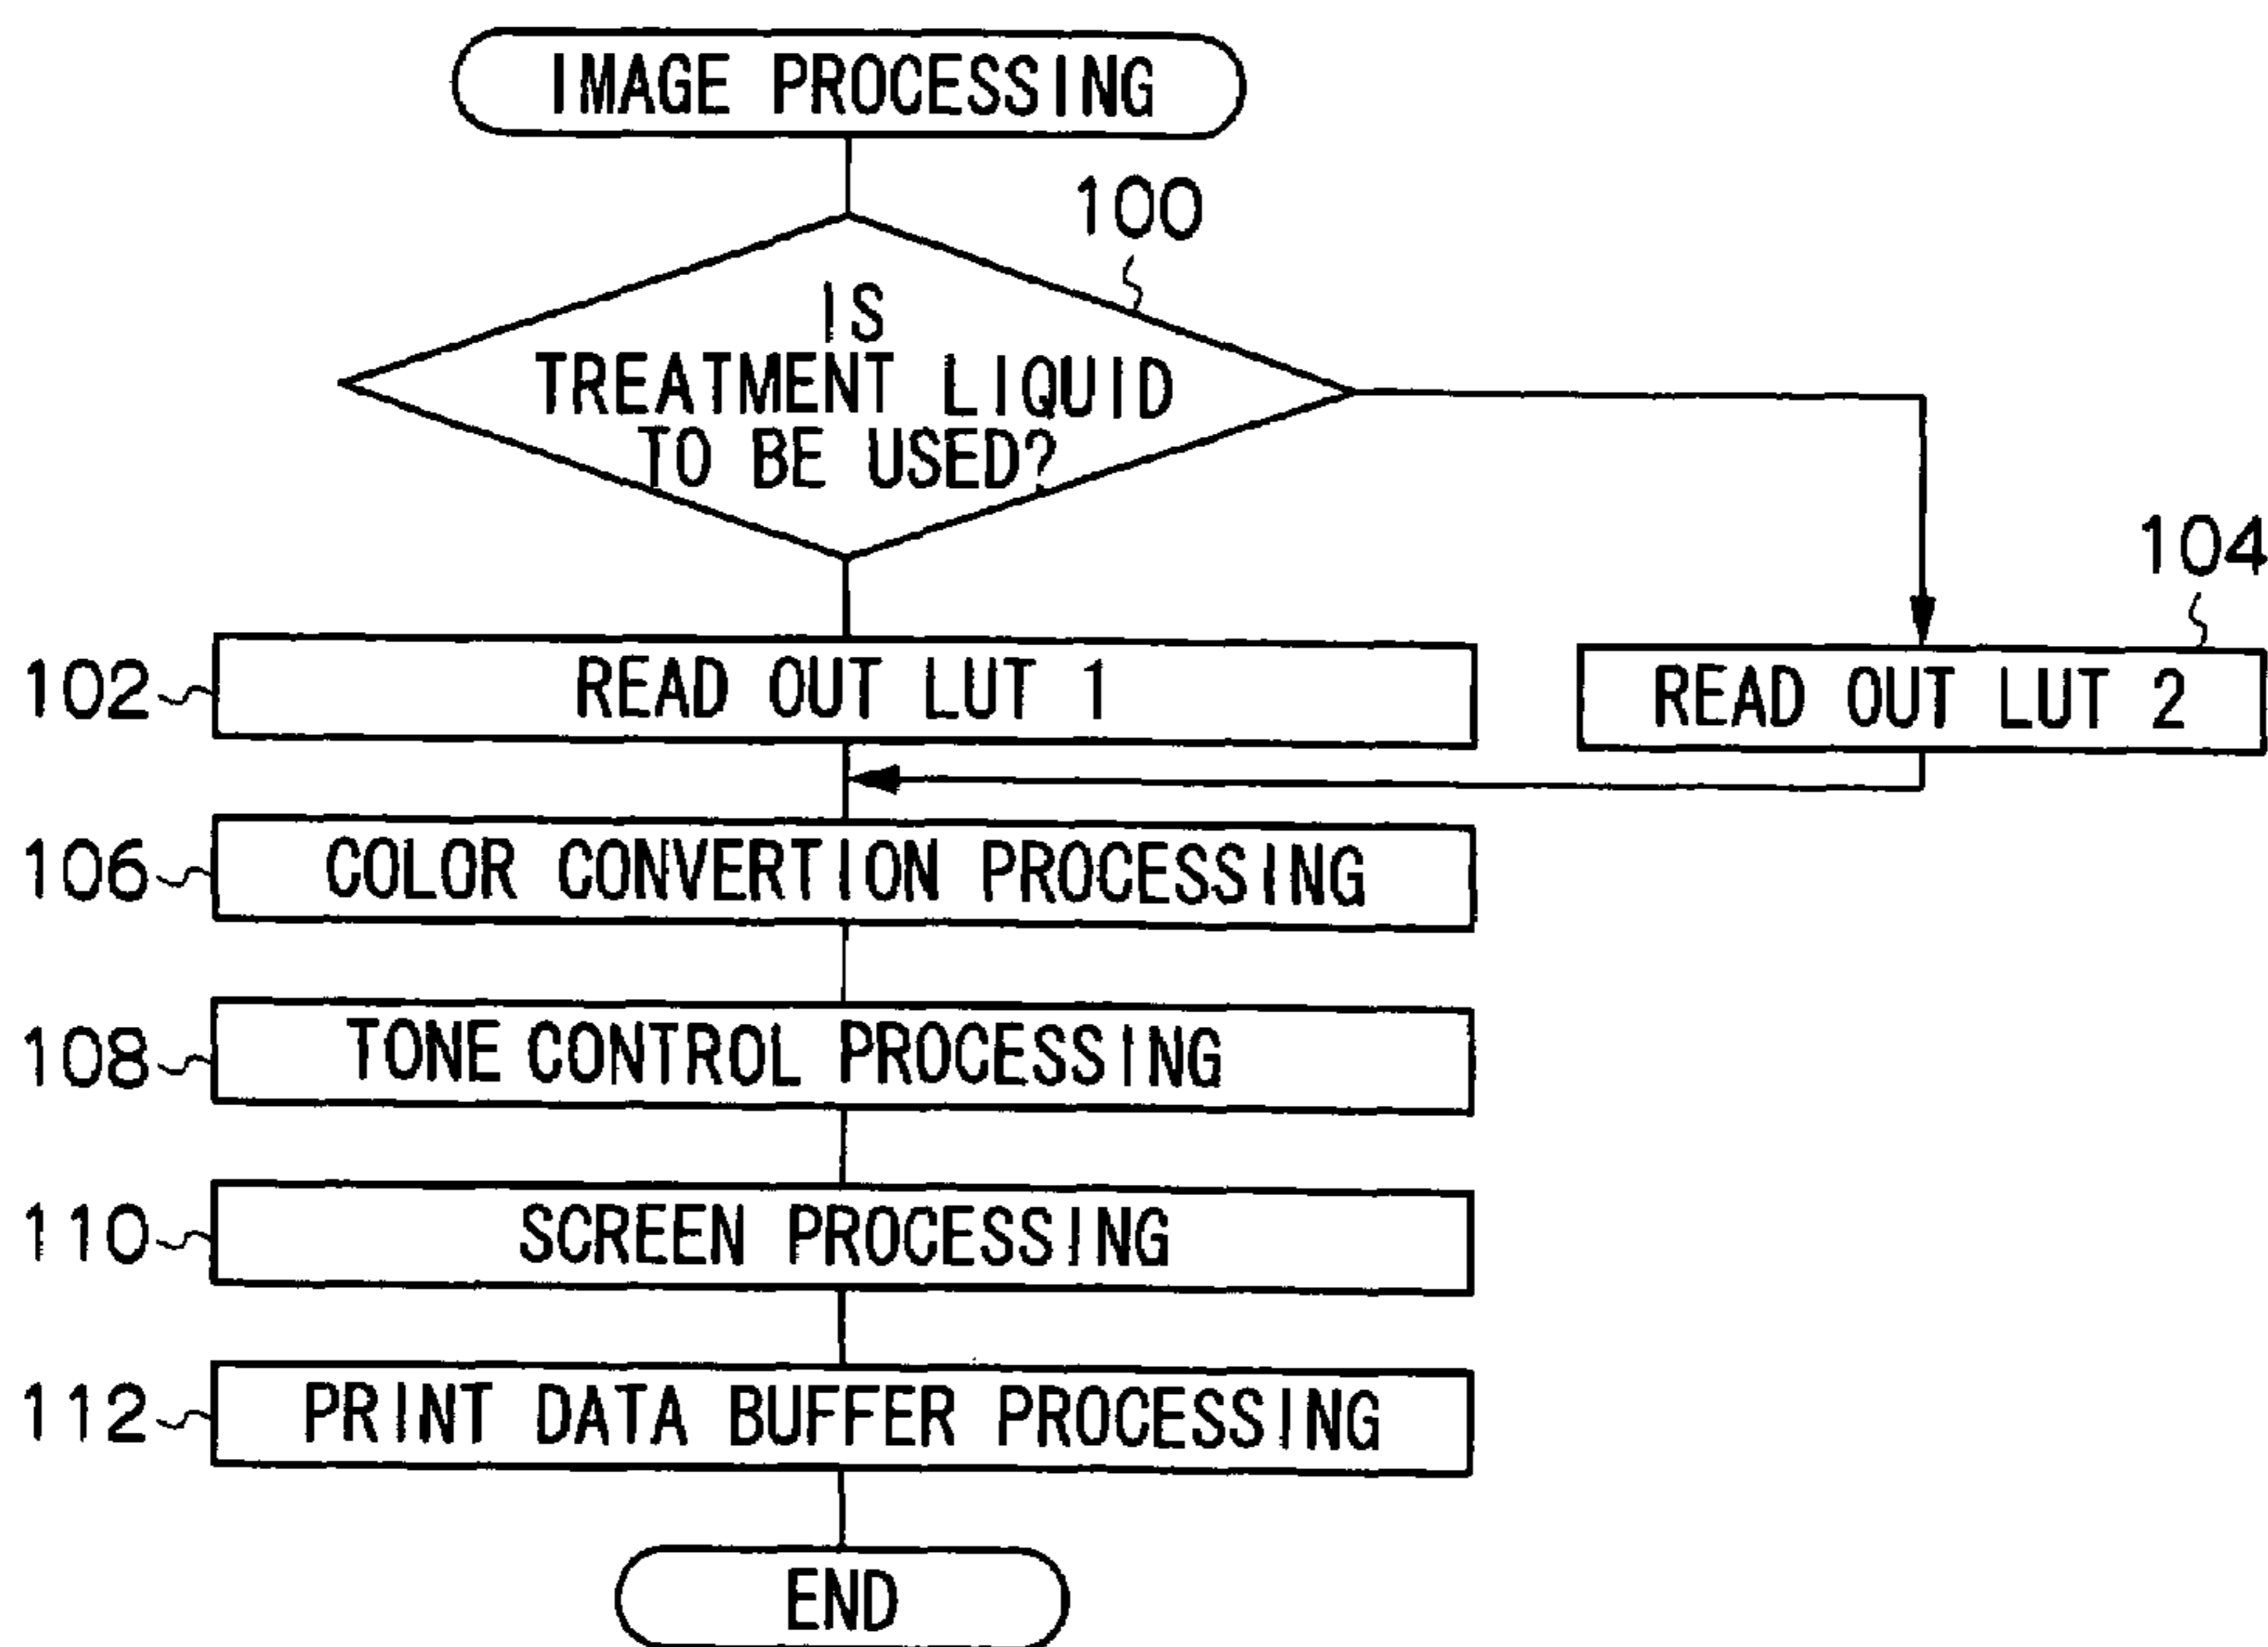 IMAGE PROCESSING
100
IS
TREATMENT LIQUID
TO BE USED?
104
102
READ OUT LUT 1
READ OUT LUT 2
106
COLOR CONVERTION PROCESSING
108
TONE CONTROL PROCESSING
110
SCREEN PROCESSING
112
PRINT DATA BUFFER PROCESSING
END